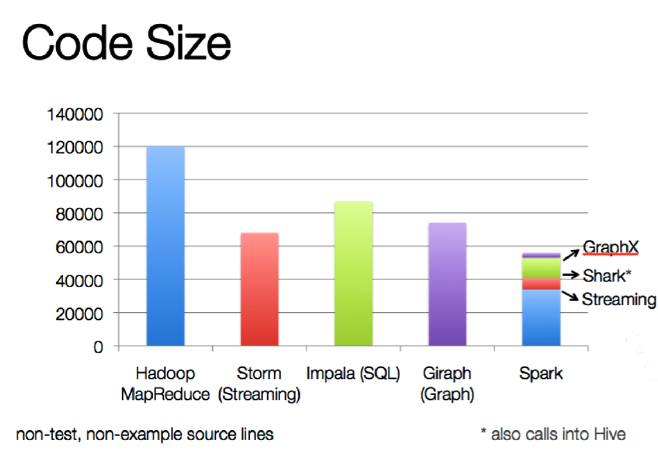 Code Size
140000
120000
100000
80000
60000
40000
20000
0
GraphX
Shark*
Streaming
Hadoop
MapReduce
Storm
(Streaming)
Impala (SQL)
Giraph
(Graph)
Spark
non-test, non-example source lines
* also calls into Hive